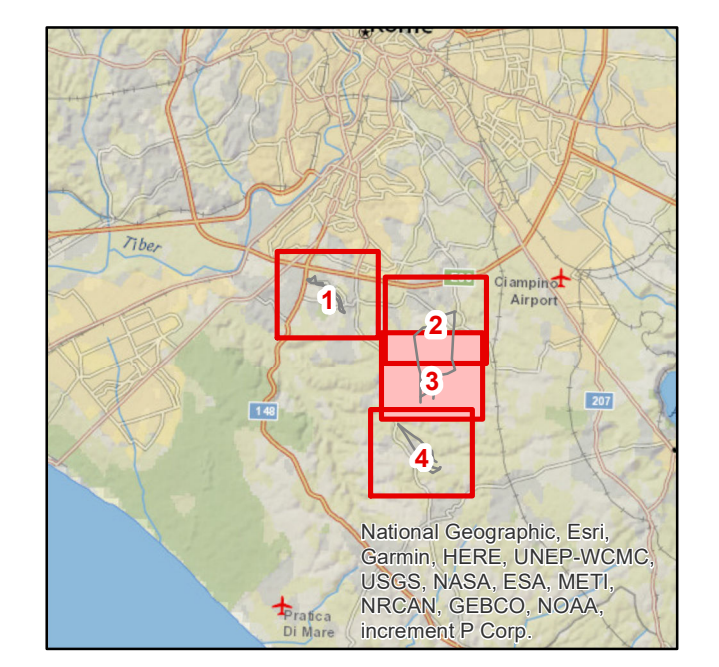 Rome
Tiber
1
Ciampino
Airport
2
3
148
207
4
National Geographic, Esri,
Garmin, HERE, UNEP-WCMC,
USGS, NASA, ESA, METI,
NRCAN, GEBCO, NOAA,
increment P Corp.
Pratica
Di Mare